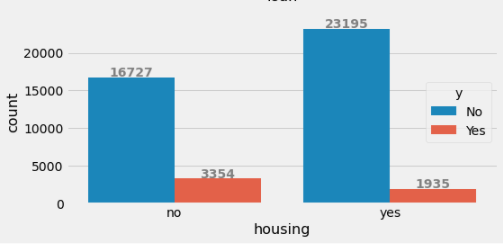 23195
20000
16727
15000
y
No
Yes
10000
5000
3354
1935
0
no
yes
count
housing